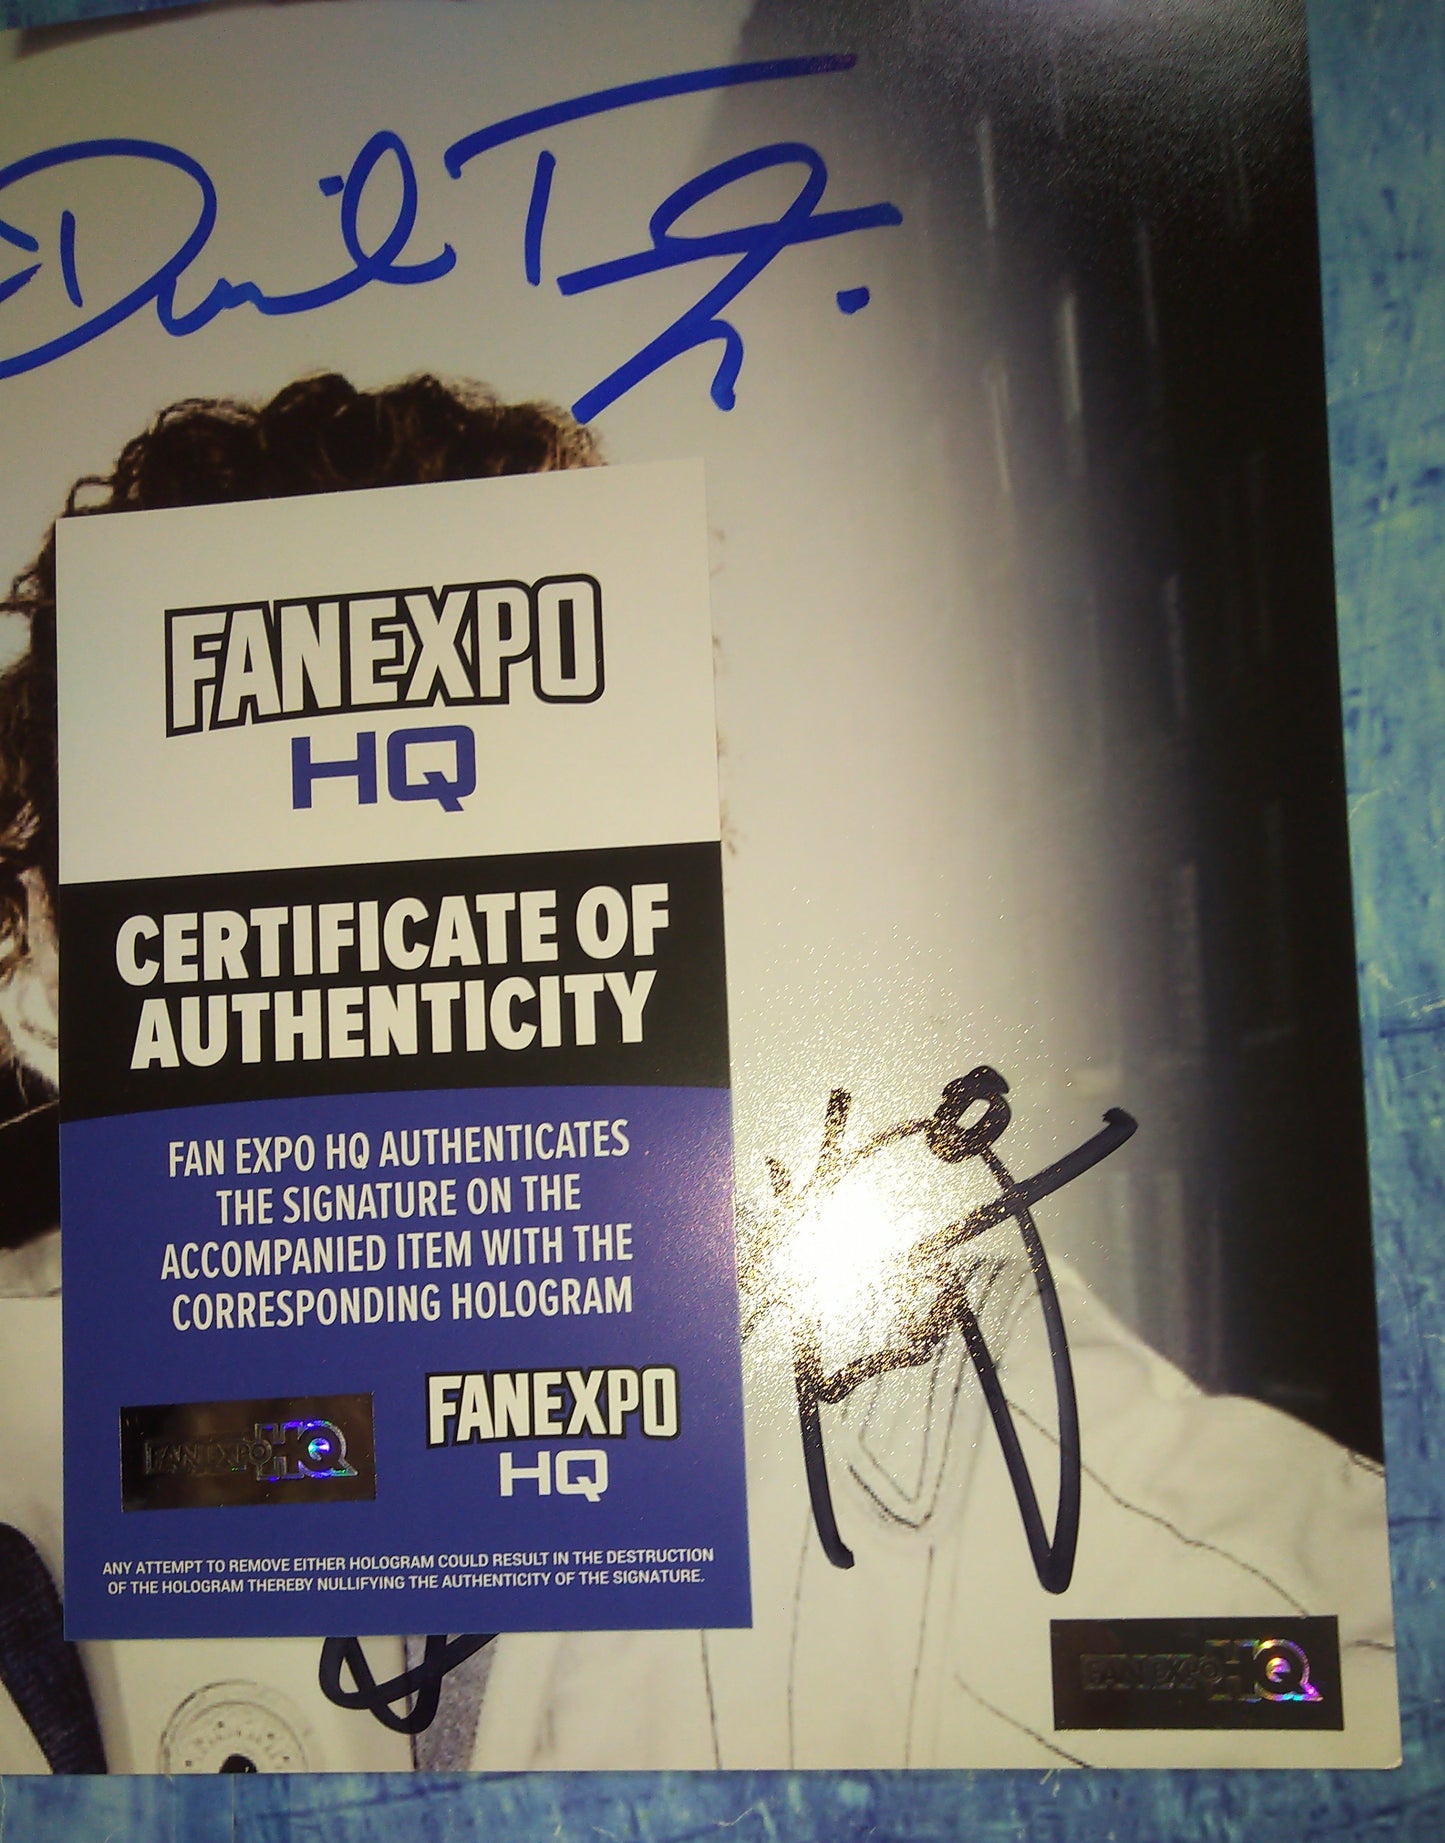 FANEXPO
HQ
CERTIFICATE OF
AUTHENTICITY
FAN EXPO HQ AUTHENTICATES
THE SIGNATURE ON THE
ACCOMPANIED ITEM WITH THE
CORRESPONDING HOLOGRAM
FANEXPO HQ
FANEXPO
HQ
ANY ATTEMPT TO REMOVE EITHER HOLOGRAM COULD RESULT IN THE DESTRUCTION
OF THE HOLOGRAM THEREBY NULLIFYING THE AUTHENTICITY OF THE SIGNATURE.
FANEXPO HQ